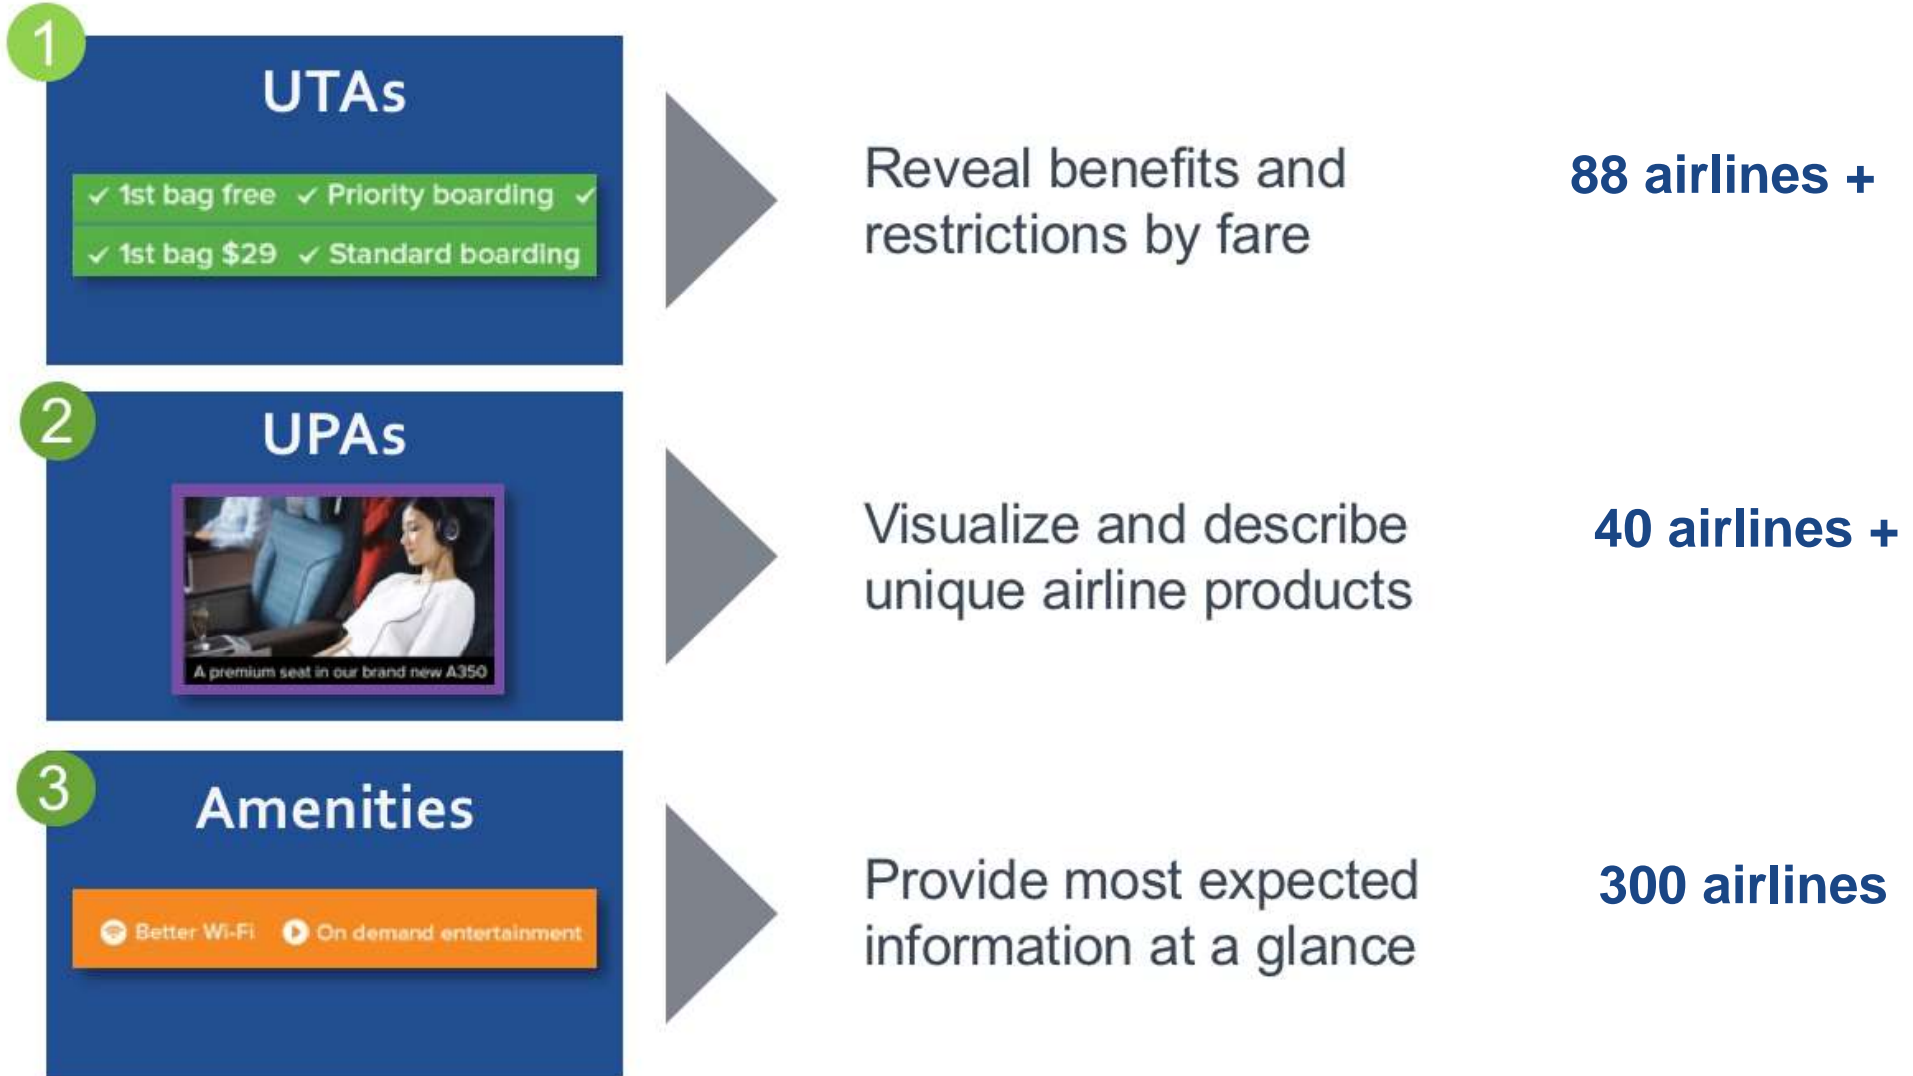 1
UTAs
✓ 1st bag free ✓ Priority boarding ✓
✓ 1st bag $29 ✓ Standard boarding
Reveal benefits and
restrictions by fare
88 airlines +
2
UPAs
A premium seat in our brand new A350
Visualize and describe
unique airline products
40 airlines +
3
Amenities
Better Wi-Fi On demand entertainment
Provide most expected
information at a glance
300 airlines